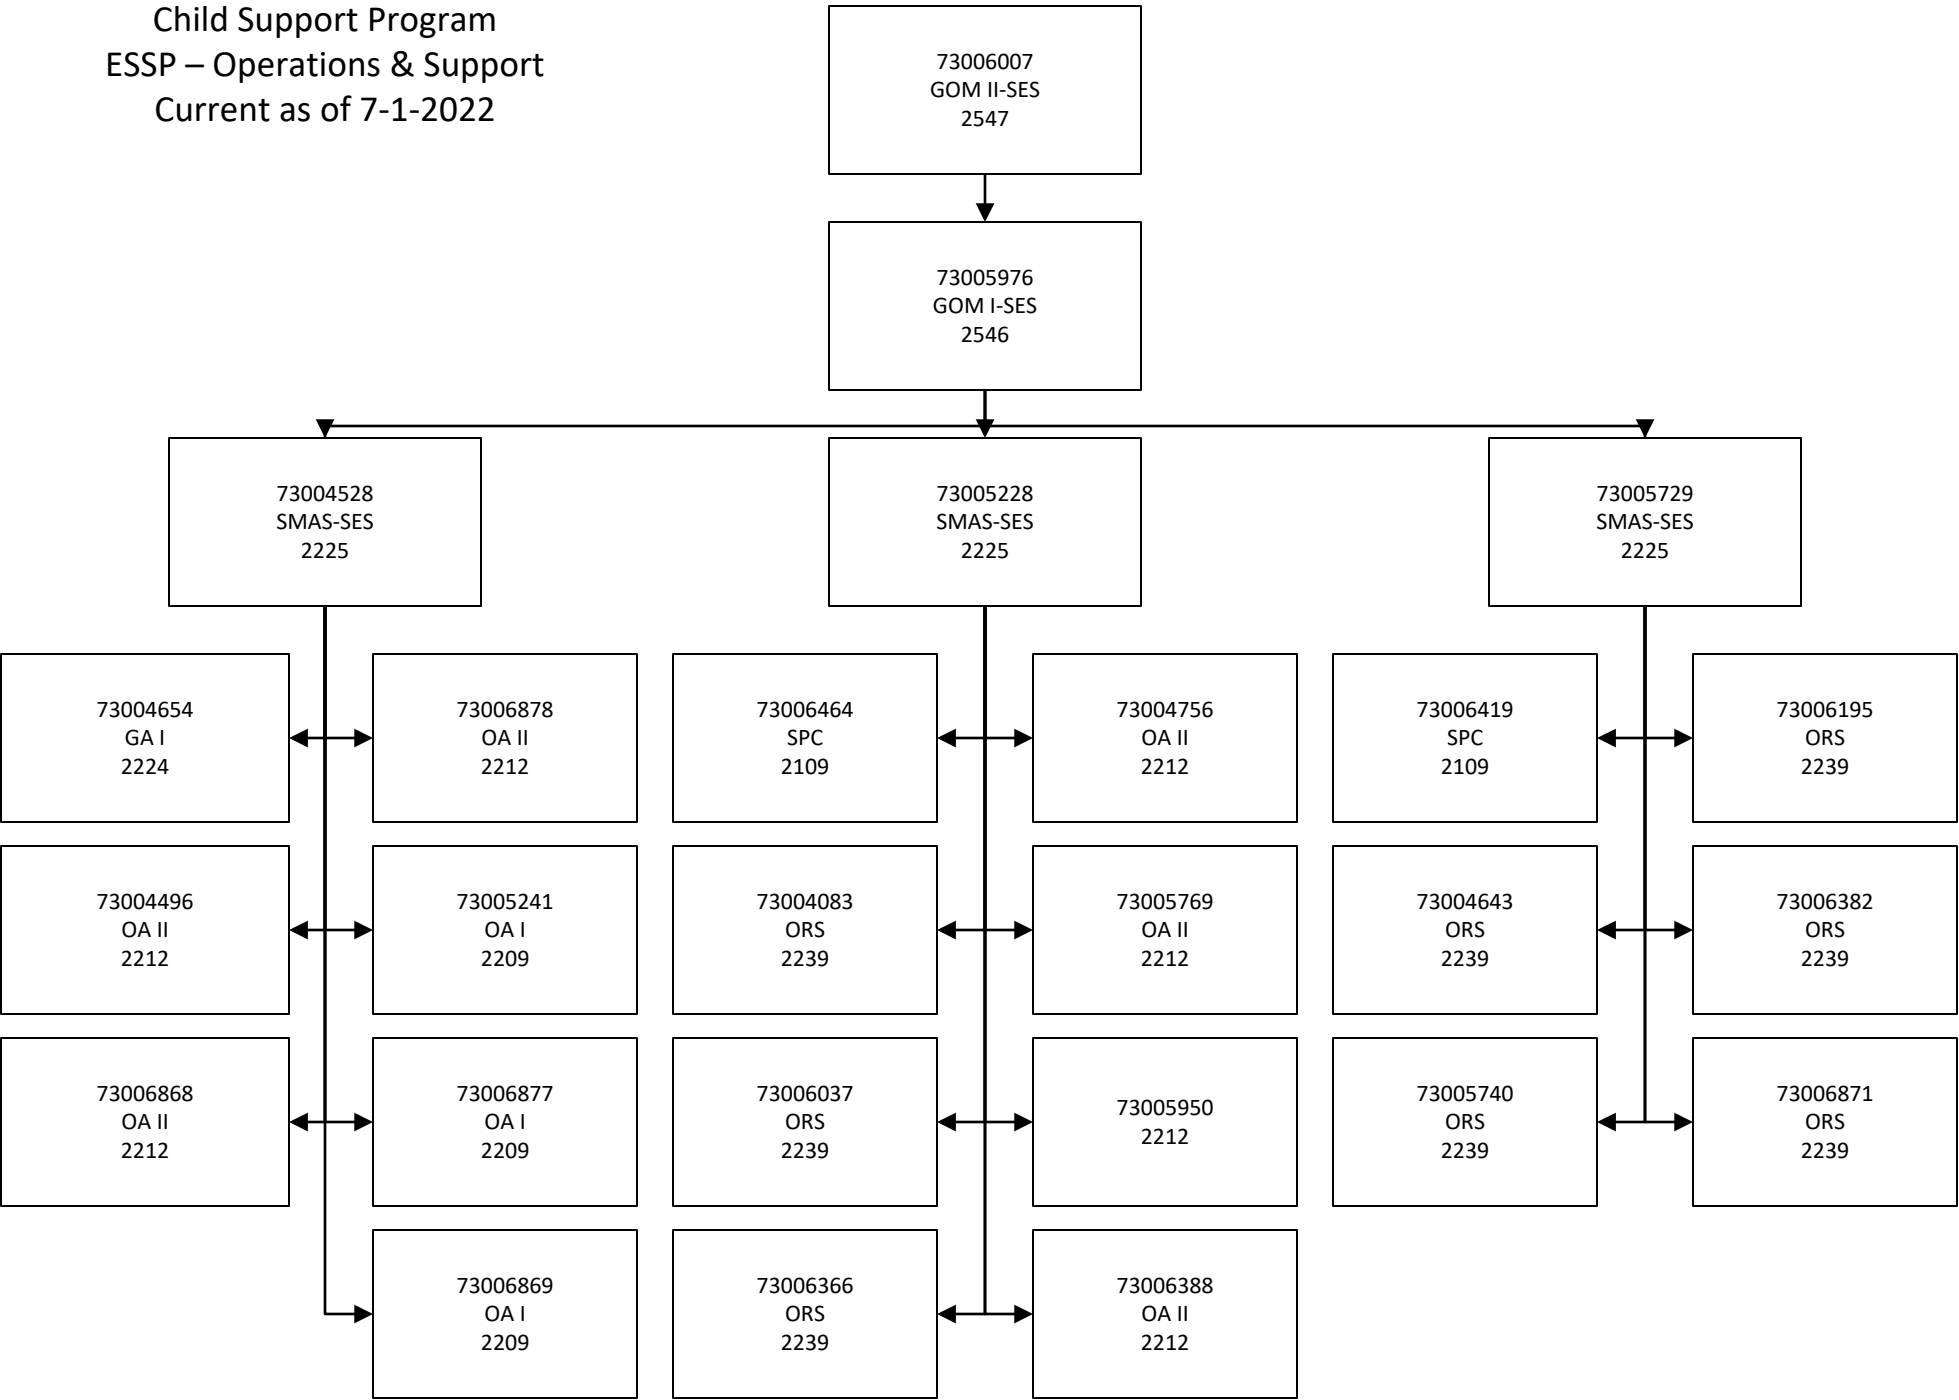 Child Support Program
ESSP – Operations & Support
Current as of 7-1-2022
73006007
GOM II-SES
2547
73005976
GOM I-SES
2546
73004528
SMAS-SES
2225
73005228
SMAS-SES
2225
73005729
SMAS-SES
2225
73004654
GA I
2224
73006878
OA II
2212
73006464
SPC
2109
73004756
OA II
2212
73006419
SPC
2109
73006195
ORS
2239
73004496
OA II
2212
73005241
OA I
2209
73004083
ORS
2239
73005769
OA II
2212
73004643
ORS
2239
73006382
ORS
2239
73006868
OA II
2212
73006877
OA I
2209
73006037
ORS
2239
73005950
2212
73005740
ORS
2239
73006871
ORS
2239
73006869
OA I
2209
73006366
ORS
2239
73006388
OA II
2212